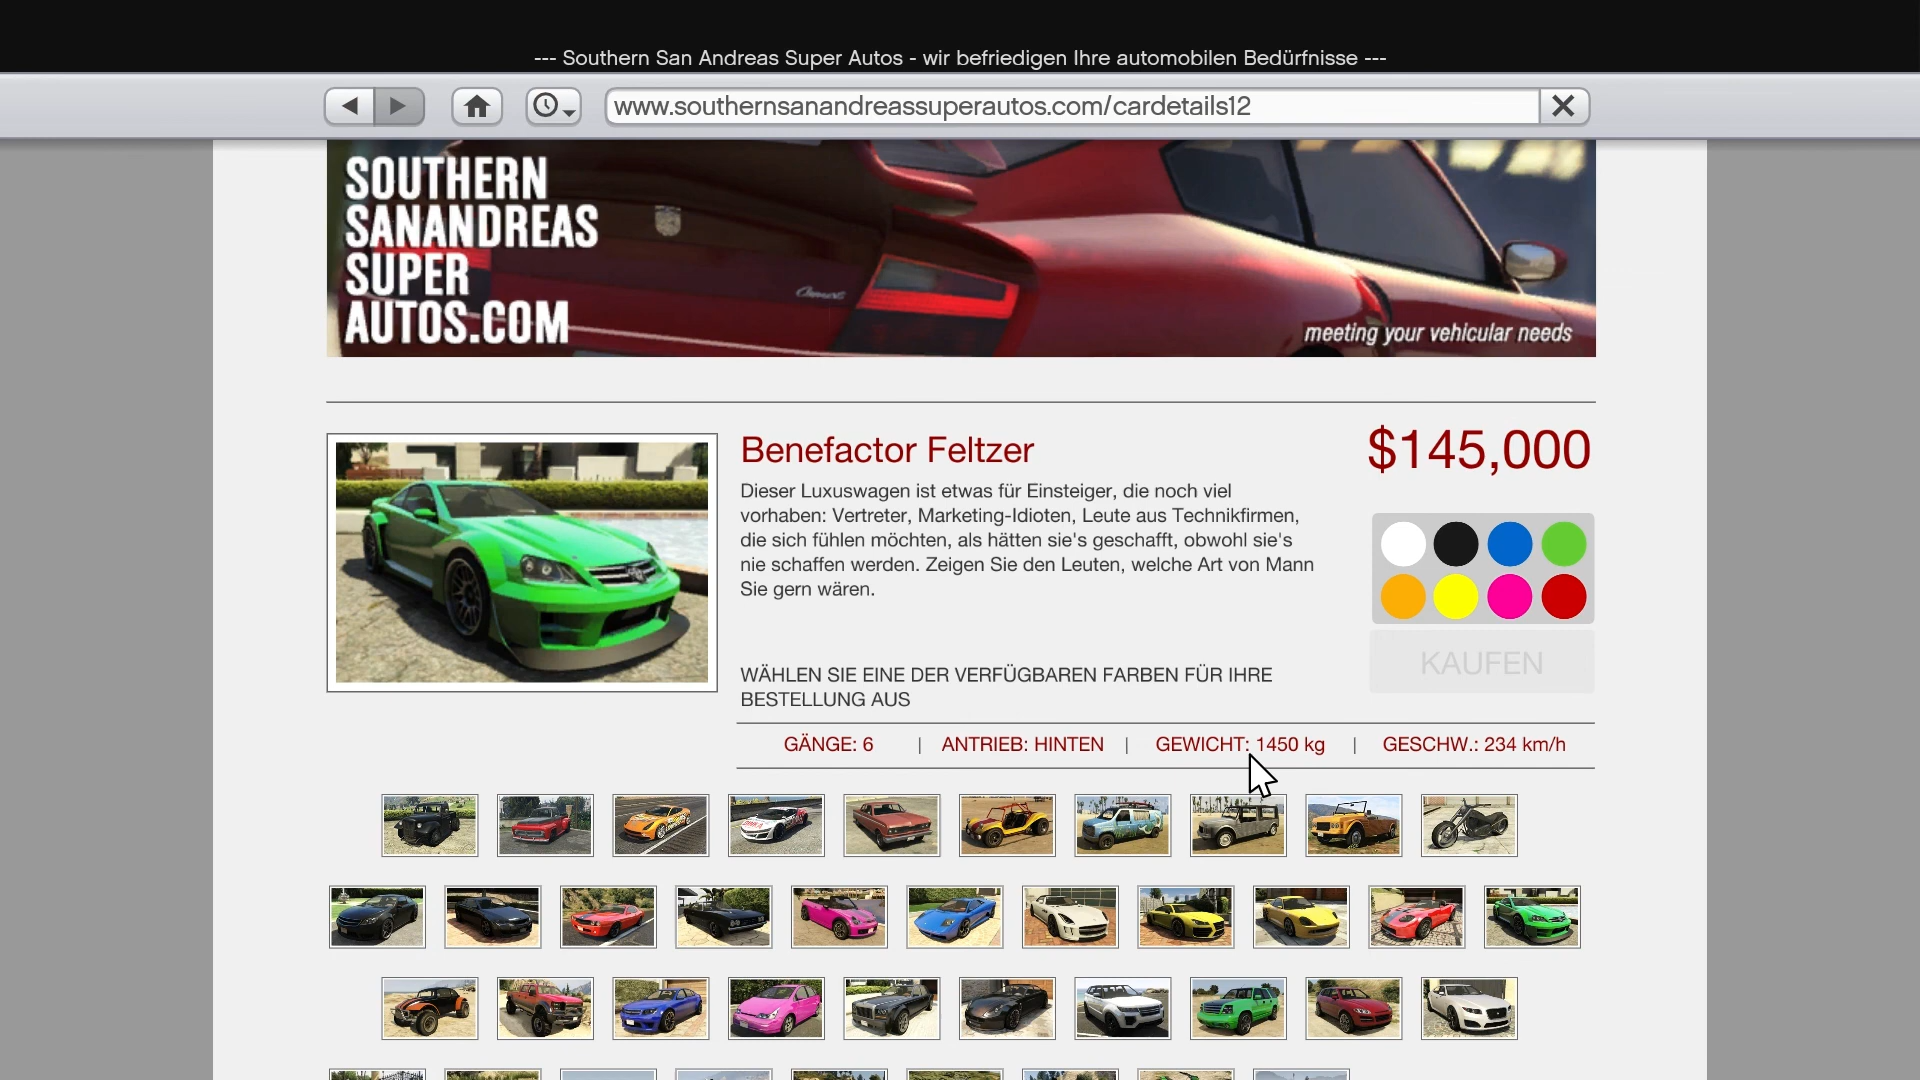 --- Southern San Andreas Super Autos - wir befriedigen Ihre automobilen Bedürfnisse ---
www.southernsanandreassuperautos.com/cardetails12
SOUTHERN
SANANDREAS
SUPER
AUTOS.COM
meeting your vehicular needs
Benefactor Feltzer
$145,000
Dieser Luxuswagen ist etwas für Einsteiger, die noch viel
vorhaben: Vertreter, Marketing-Idioten, Leute aus Technikfirmen,
die sich fühlen möchten, als hätten sie's geschafft, obwohl sie's
nie schaffen werden. Zeigen Sie den Leuten, welche Art von Mann
Sie gern wären.
WÄHLEN SIE EINE DER VERFÜGBAREN FARBEN FÜR IHRE
BESTELLUNG AUS
KAUFEN
GÄNGE: 6 | ANTRIEB: HINTEN | GEWICHT: 1450 kg | GESCHW.: 234 km/h